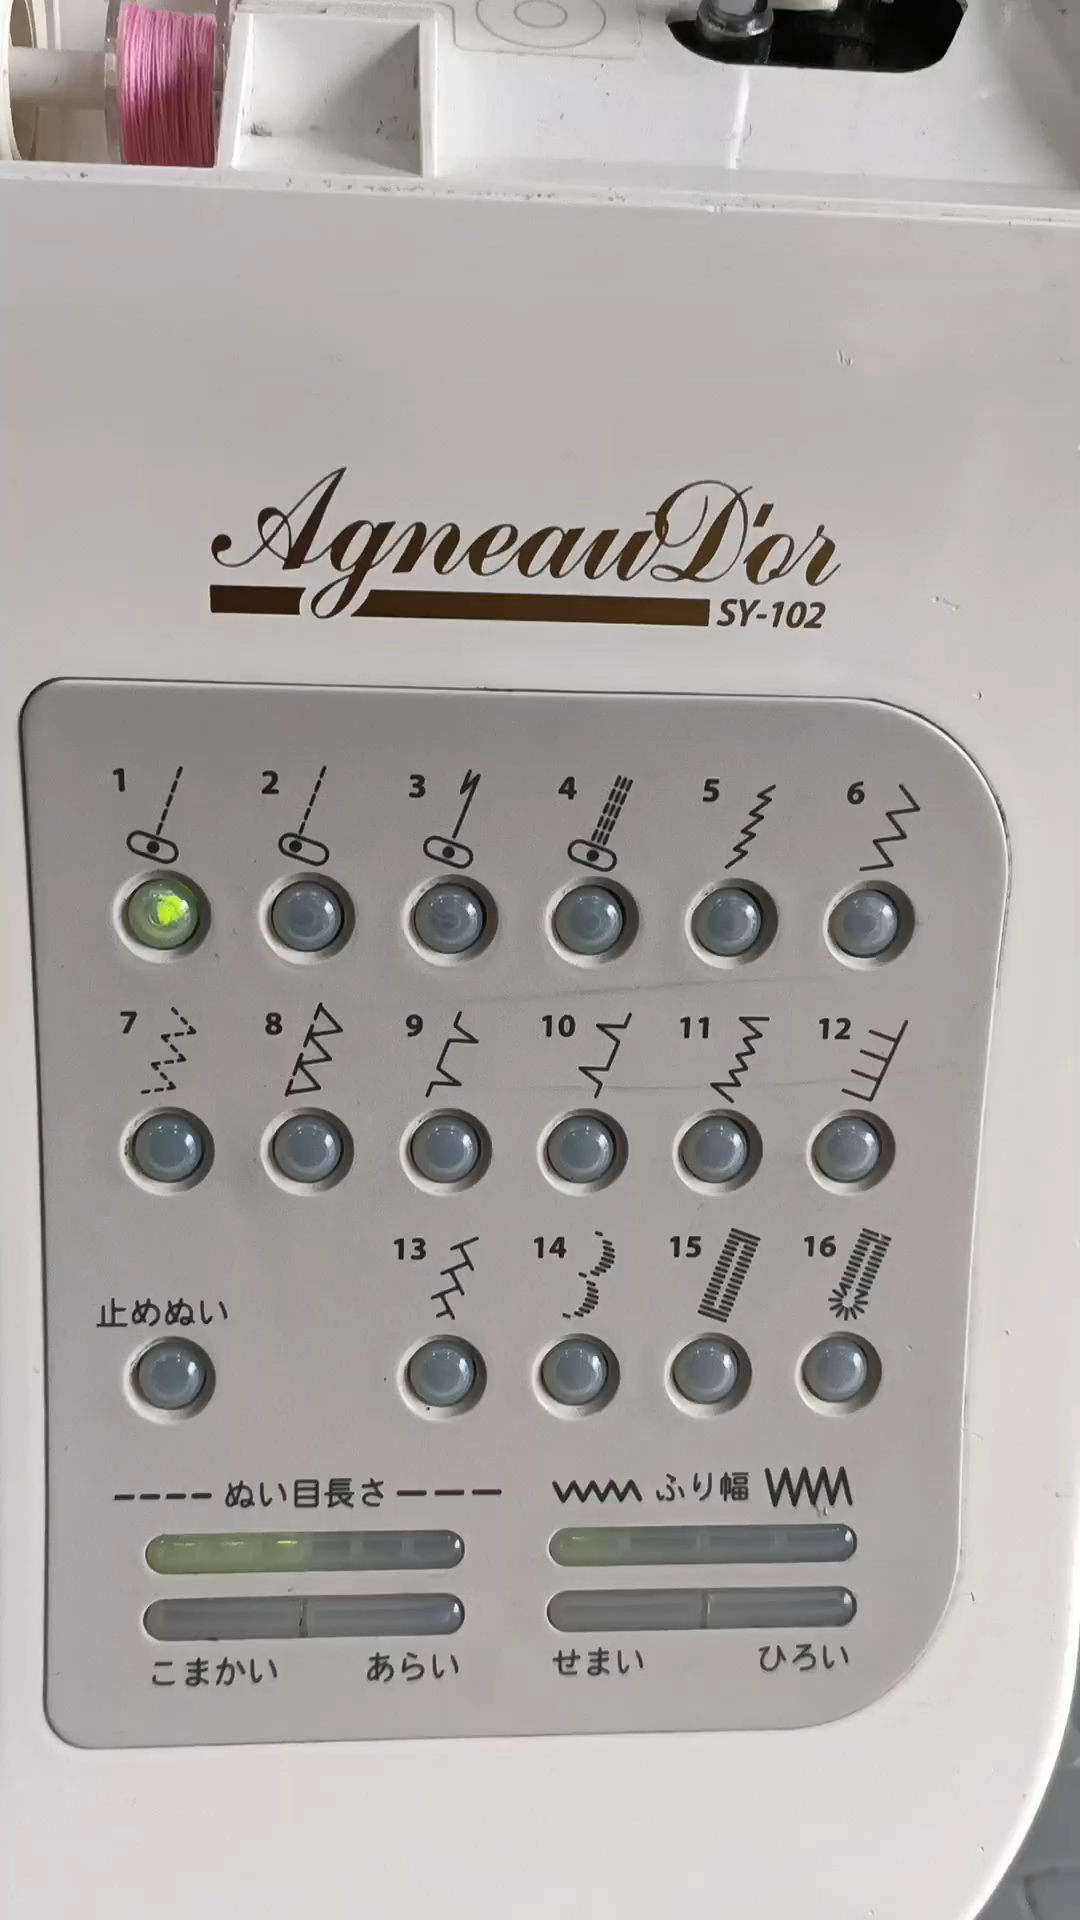 Agneau D'or
SY-102
1 2 3 4 5 6
7 8 9 10 11 12
13 14 15 16
止めぬい
ぬい目長さ ふり幅
こまかい あらい せまい ひろい